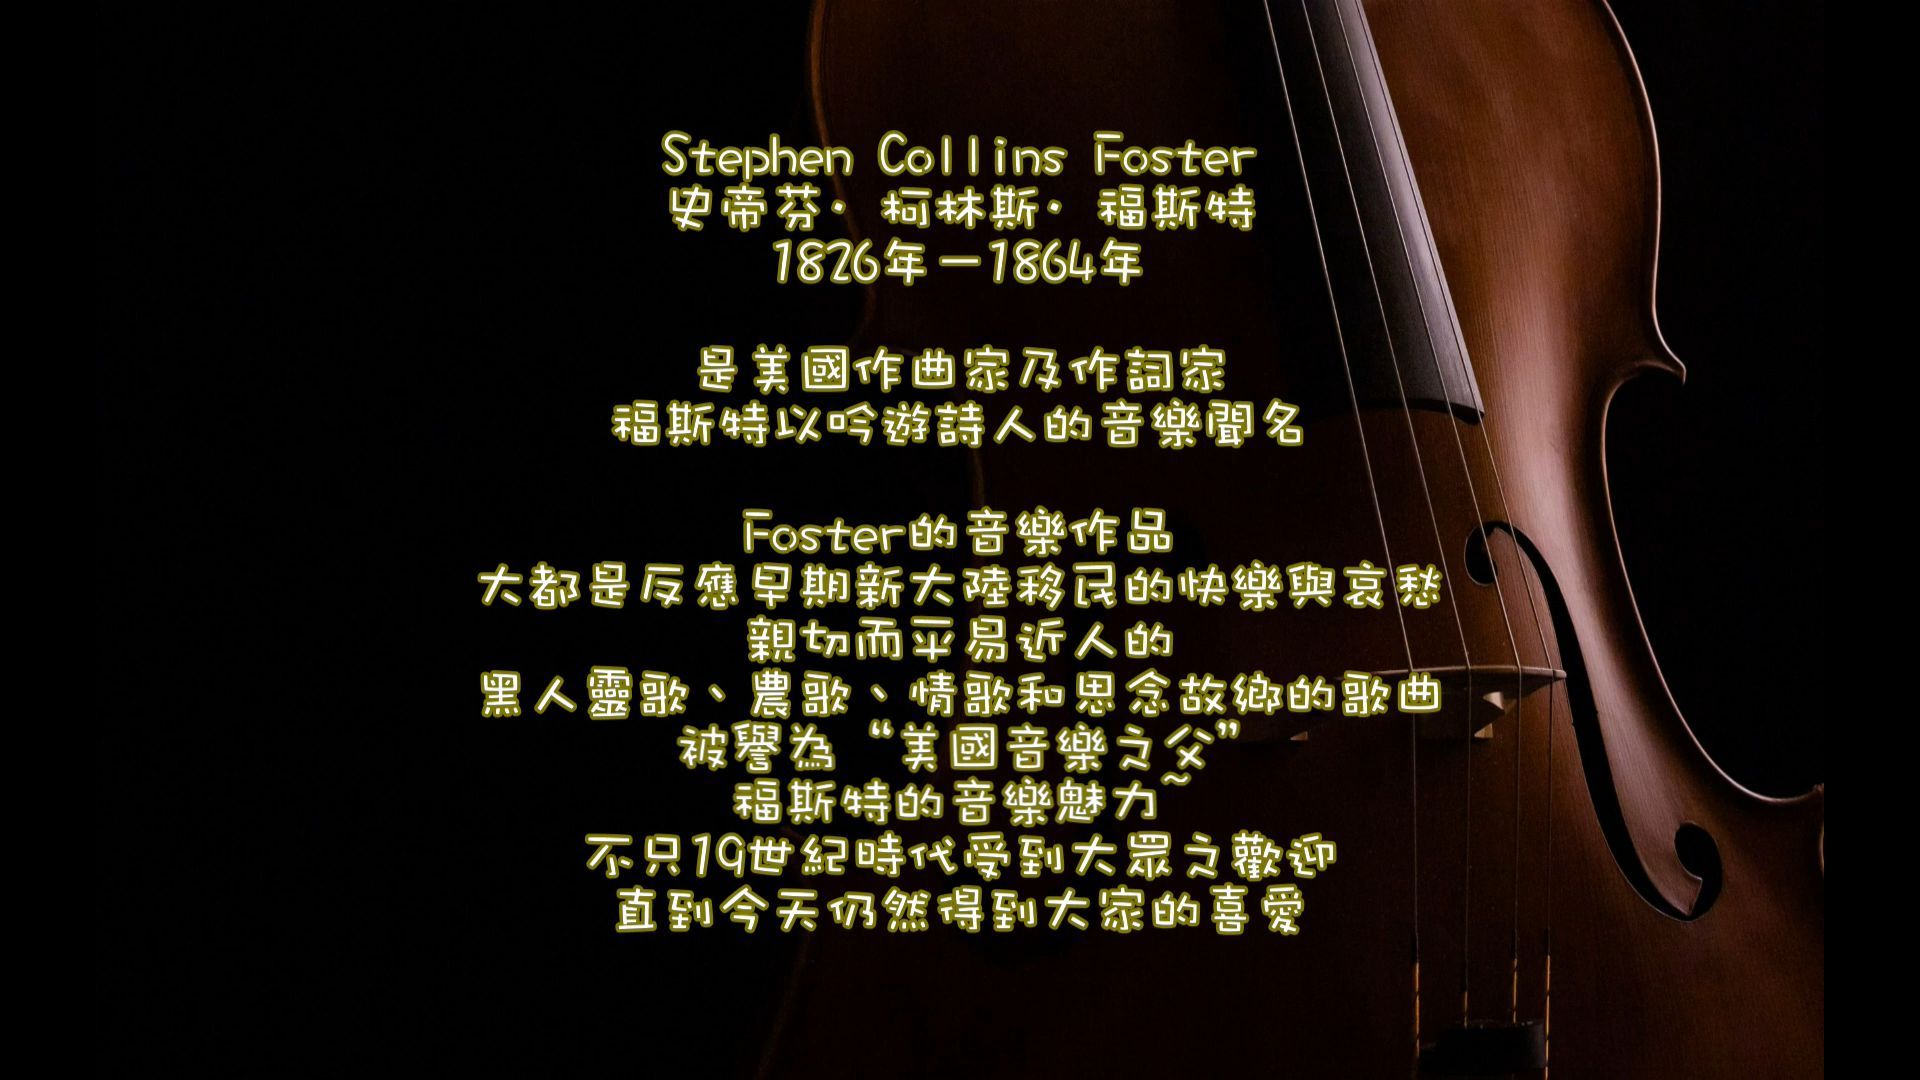 Stephen Collins Foster
史帝芬·柯林斯·福斯特
1826年—1864年
是美國作曲家及作詞家
福斯特以吟遊詩人的音樂聞名
Foster的音樂作品
大都是反應早期新大陸移民的快樂與哀愁
親切而平易近人的
黑人靈歌、農歌、情歌和思念故鄉的歌曲
被譽為“美國音樂之父”
福斯特的音樂魅力~
不只19世紀時代受到大眾之歡迎
直到今天仍然得到大家的喜愛